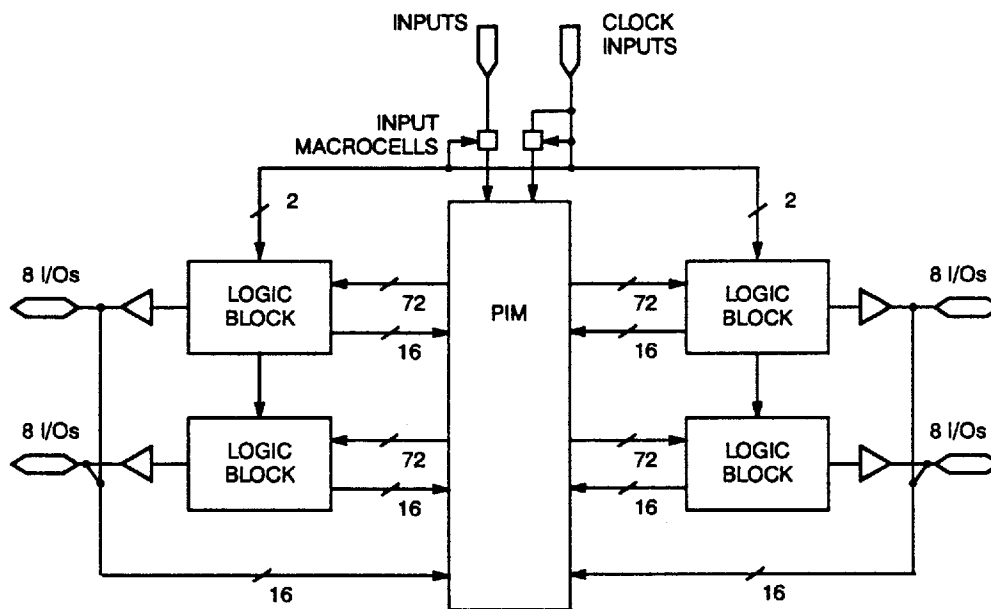 INPUTS
CLOCK
INPUTS
INPUT
MACROCELLS
2
2
8 I/Os
LOGIC
BLOCK
72
16
PIM
72
16
LOGIC
BLOCK
8 I/Os
8 I/Os
LOGIC
BLOCK
72
16
72
16
LOGIC
BLOCK
8 I/Os
16
16